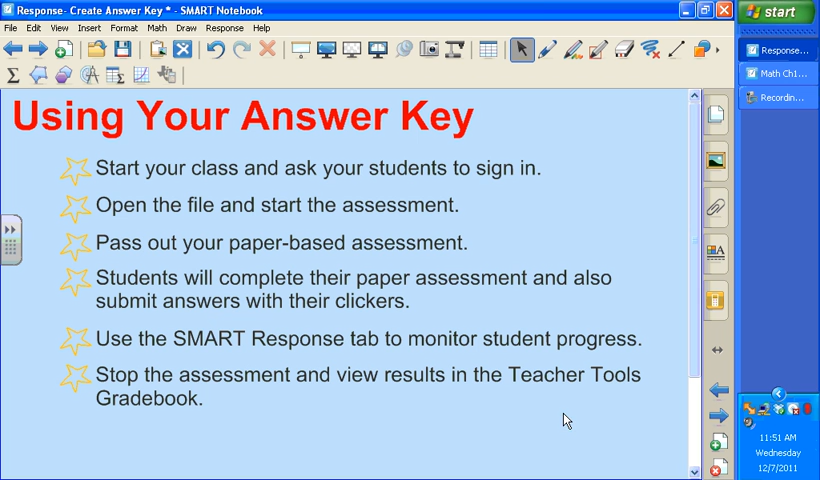 Response- Create Answer Key * - SMART Notebook
start
File Edit View Insert Format Math Draw Response Help
Response...
Math Ch1...
Recordin...
Using Your Answer Key
Start your class and ask your students to sign in.
Open the file and start the assessment.
Pass out your paper-based assessment.
Students will complete their paper assessment and also
submit answers with their clickers.
Use the SMART Response tab to monitor student progress.
Stop the assessment and view results in the Teacher Tools
Gradebook.
11:51 AM
Wednesday
12/7/2011